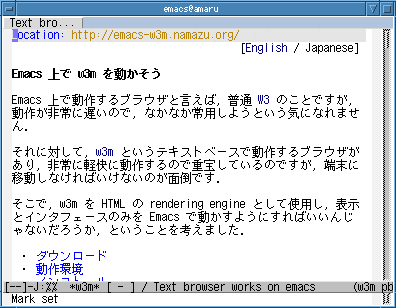 emacs@amaru
Text bro...
Location: http://emacs-w3m.namazu.org/
[English / Japanese]
Emacs 上で w3m を動かそう
Emacs 上で動作するブラウザと言えば, 普通 W3 のことですが,
動作が非常に遅いので, なかなか常用しようという気になれませ
ん.
それに対して, w3m というテキストベースで動作するブラウザが
あり, 非常に軽快に動作するので重宝しているのですが, 端末に
移動しなければいけないのが面倒です.
そこで, w3m を HTML の rendering engine として使用し, 表示
とインタフェースのみを Emacs で動かすようにすればいいんじ
ゃないだろうか, ということを考えました.
・ ダウンロード
・ 動作環境
・ インストール
[--]-J:%% *w3m* [ - ] / Text browser works on emacs (w3m pb
Mark set